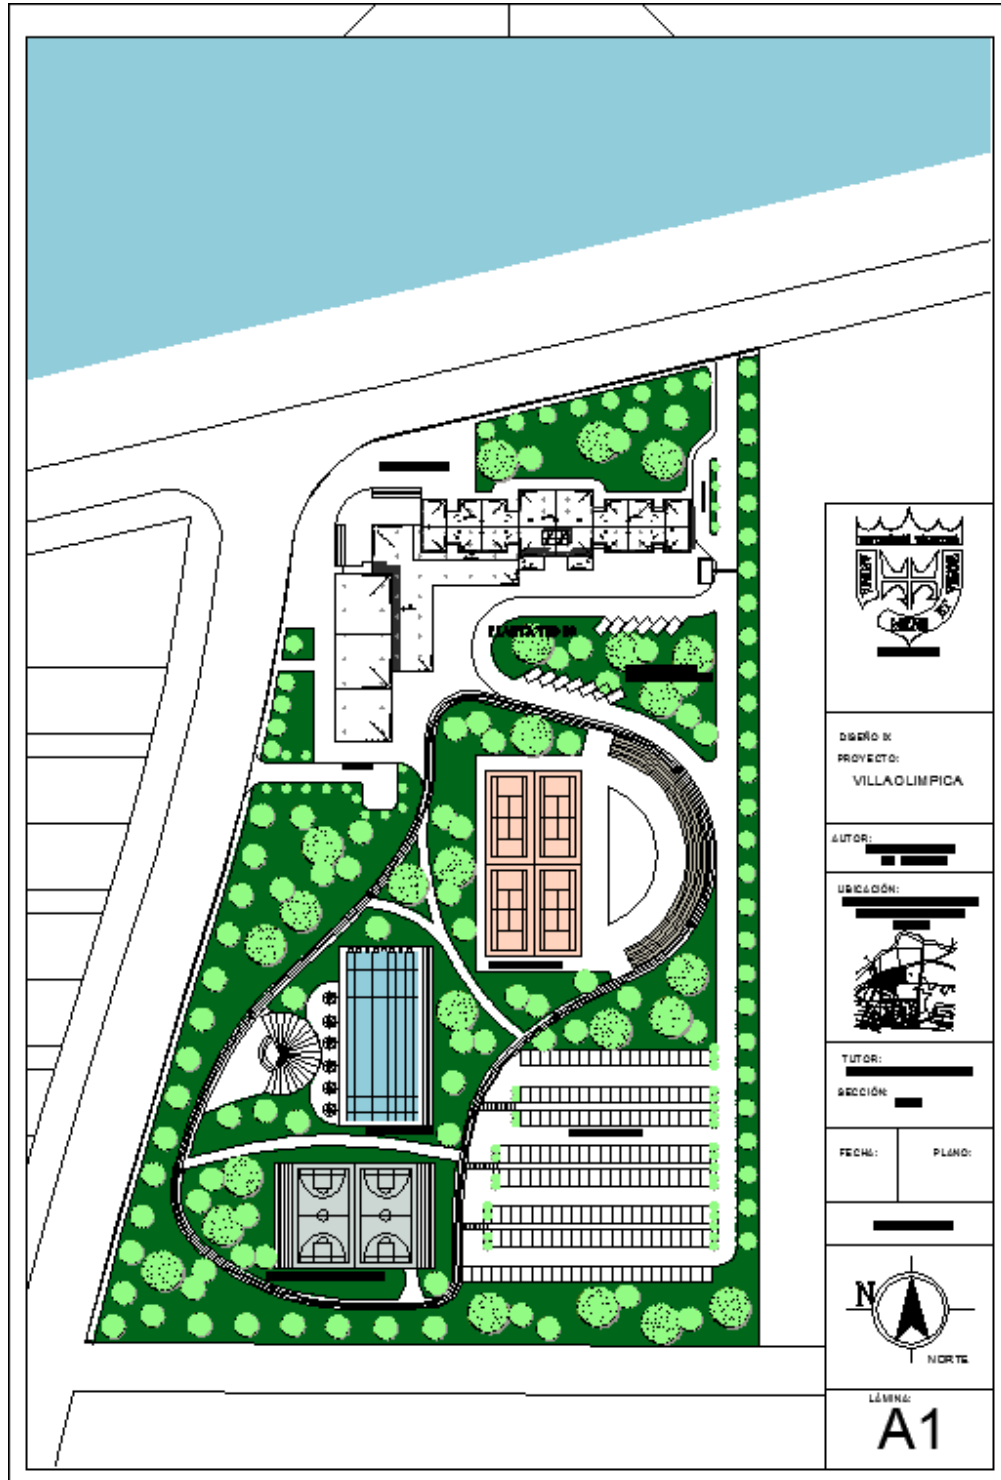 DISEÑO IX
PROYECTO:
VILLA OLIMPICA
AUTOR:
UBICACIÓN:
TUTOR:
SECCIÓN:
FECHA:
PLANO:
N
NORTE
LÁMINA:
A1